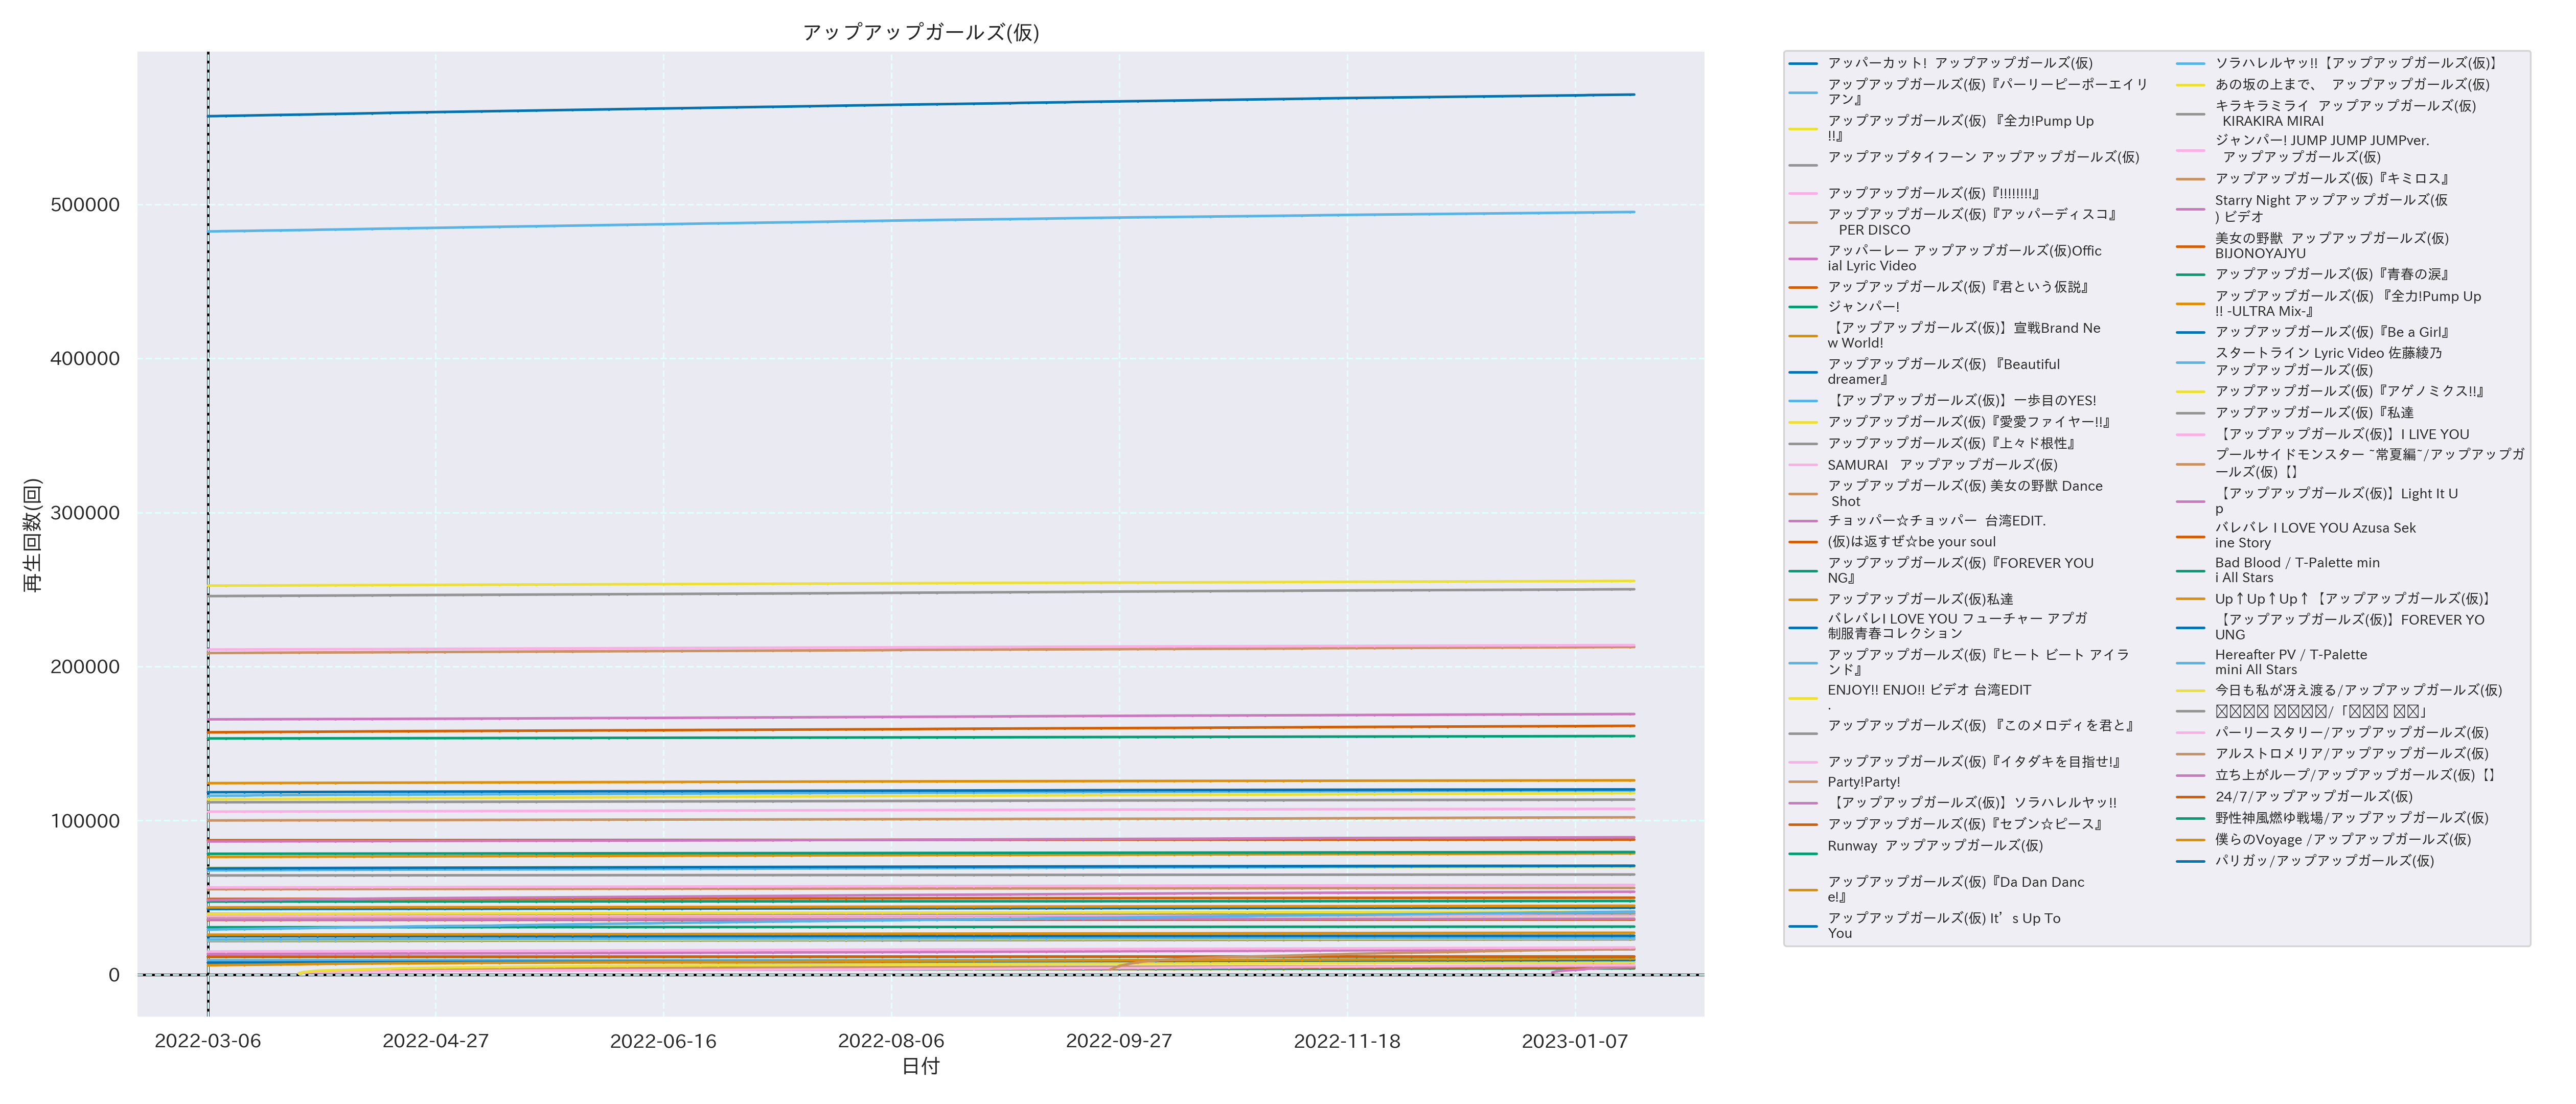 アップアップガールズ(仮)
再生回数(回)
500000
400000
300000
200000
100000
0
2022-03-06
2022-04-27
2022-06-16
2022-08-06
2022-09-27
2022-11-18
2023-01-07
日付
アッパーカット! アップアップガールズ(仮)
アップアップガールズ(仮)『パーリーピーポーエイリ
アン』
アップアップガールズ(仮) 『全力!Pump Up
!!』
アップアップタイフーン アップアップガールズ(仮)
アップアップガールズ(仮)『!!!!!!!!』
アップアップガールズ(仮)『アッパーディスコ』
PER DISCO
アッパーレー アップアップガールズ(仮)Offic
ial Lyric Video
アップアップガールズ(仮)『君という仮説』
ジャンパー!
【アップアップガールズ(仮)】宣戦Brand Ne
w World!
アップアップガールズ(仮) 『Beautiful
dreamer』
【アップアップガールズ(仮)】一歩目のYES!
アップアップガールズ(仮)『愛愛ファイヤー!!』
アップアップガールズ(仮)『上々ド根性』
SAMURAI アップアップガールズ(仮)
アップアップガールズ(仮) 美女の野獣 Dance
Shot
チョッパー☆チョッパー 台湾EDIT.
(仮)は返すぜ☆be your soul
アップアップガールズ(仮)『FOREVER YOU
NG』
アップアップガールズ(仮)私達
バレバレI LOVE YOU フューチャー アプガ
制服青春コレクション
アップアップガールズ(仮)『ヒート ビート アイラ
ンド』
ENJOY!! ENJO!! ビデオ 台湾EDIT
.
アップアップガールズ(仮) 『このメロディを君と』
アップアップガールズ(仮)『イタダキを目指せ!』
Party!Party!
【アップアップガールズ(仮)】ソラハレルヤッ!!
アップアップガールズ(仮)『セブン☆ピース』
Runway アップアップガールズ(仮)
アップアップガールズ(仮)『Da Dan Danc
e!』
アップアップガールズ(仮) It’s Up To
You
ソラハレルヤッ!!【アップアップガールズ(仮)】
あの坂の上まで、 アップアップガールズ(仮)
キラキラミライ アップアップガールズ(仮)
KIRAKIRA MIRAI
ジャンパー! JUMP JUMP JUMPver.
アップアップガールズ(仮)
アップアップガールズ(仮)『キミロス』
Starry Night アップアップガールズ(仮
) ビデオ
美女の野獣 アップアップガールズ(仮)
BIJONOYAJYU
アップアップガールズ(仮)『青春の涙』
アップアップガールズ(仮) 『全力!Pump Up
!! -ULTRA Mix-』
アップアップガールズ(仮)『Be a Girl』
スタートライン Lyric Video 佐藤綾乃
アップアップガールズ(仮)
アップアップガールズ(仮)『アゲノミクス!!』
アップアップガールズ(仮)『私達
【アップアップガールズ(仮)】I LIVE YOU
プールサイドモンスター ~常夏編~/アップアップガ
ールズ(仮)【】
【アップアップガールズ(仮)】Light It U
p
バレバレ I LOVE YOU Azusa Sek
ine Story
Bad Blood / T-Palette min
i All Stars
Up↑Up↑Up↑【アップアップガールズ(仮)】
【アップアップガールズ(仮)】FOREVER YO
UNG
Hereafter PV / T-Palette
mini All Stars
今日も私が冴え渡る/アップアップガールズ(仮)
パーリースタリー/アップアップガールズ(仮)
アルストロメリア/アップアップガールズ(仮)
立ち上がループ/アップアップガールズ(仮)【】
24/7/アップアップガールズ(仮)
野性神風燃ゆ戦場/アップアップガールズ(仮)
僕らのVoyage /アップアップガールズ(仮)
パリガッ/アップアップガールズ(仮)